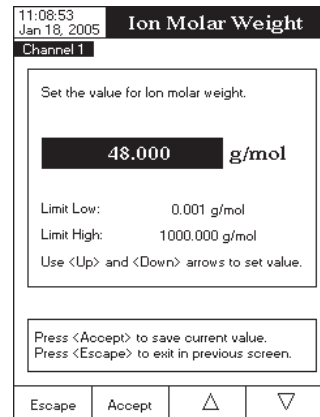 11:08:53
Jan 18, 2005
Ion Molar Weight
Channel 1
Set the value for Ion molar weight.
48.000 g/mol
Limit Low: 0.001 g/mol
Limit High: 1000.000 g/mol
Use <Up> and <Down> arrows to set value.
Press <Accept> to save current value.
Press <Escape> to exit in previous screen.
Escape Accept △ ▽